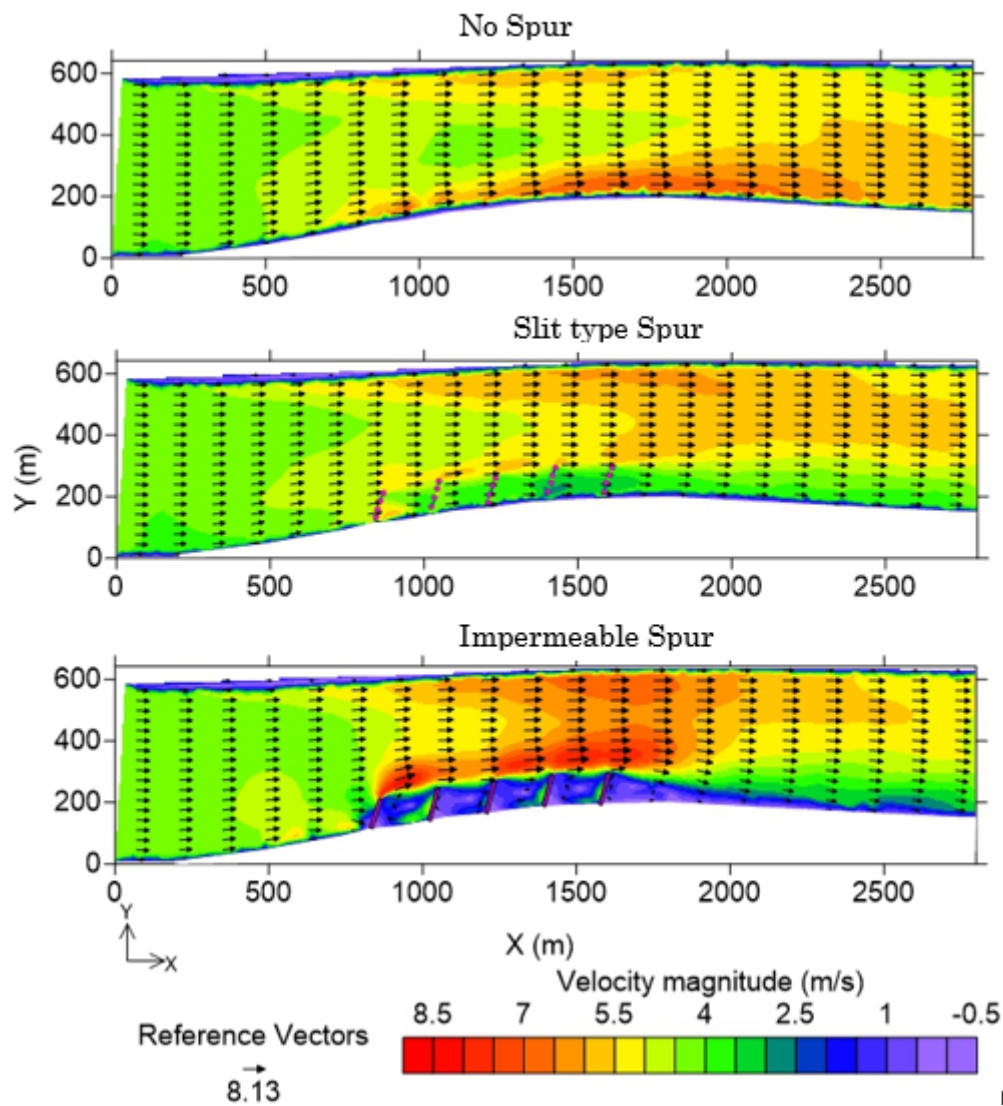 No Spur
600
400
200
0
0 500 1000 1500 2000 2500
Slit type Spur
600
400
200
0
0 500 1000 1500 2000 2500
Y (m)
Impermeable Spur
600
400
200
0
0 500 1000 1500 2000 2500
Y
X
X (m)
Velocity magnitude (m/s)
8.5 7 5.5 4 2.5 1 -0.5
Reference Vectors
8.13